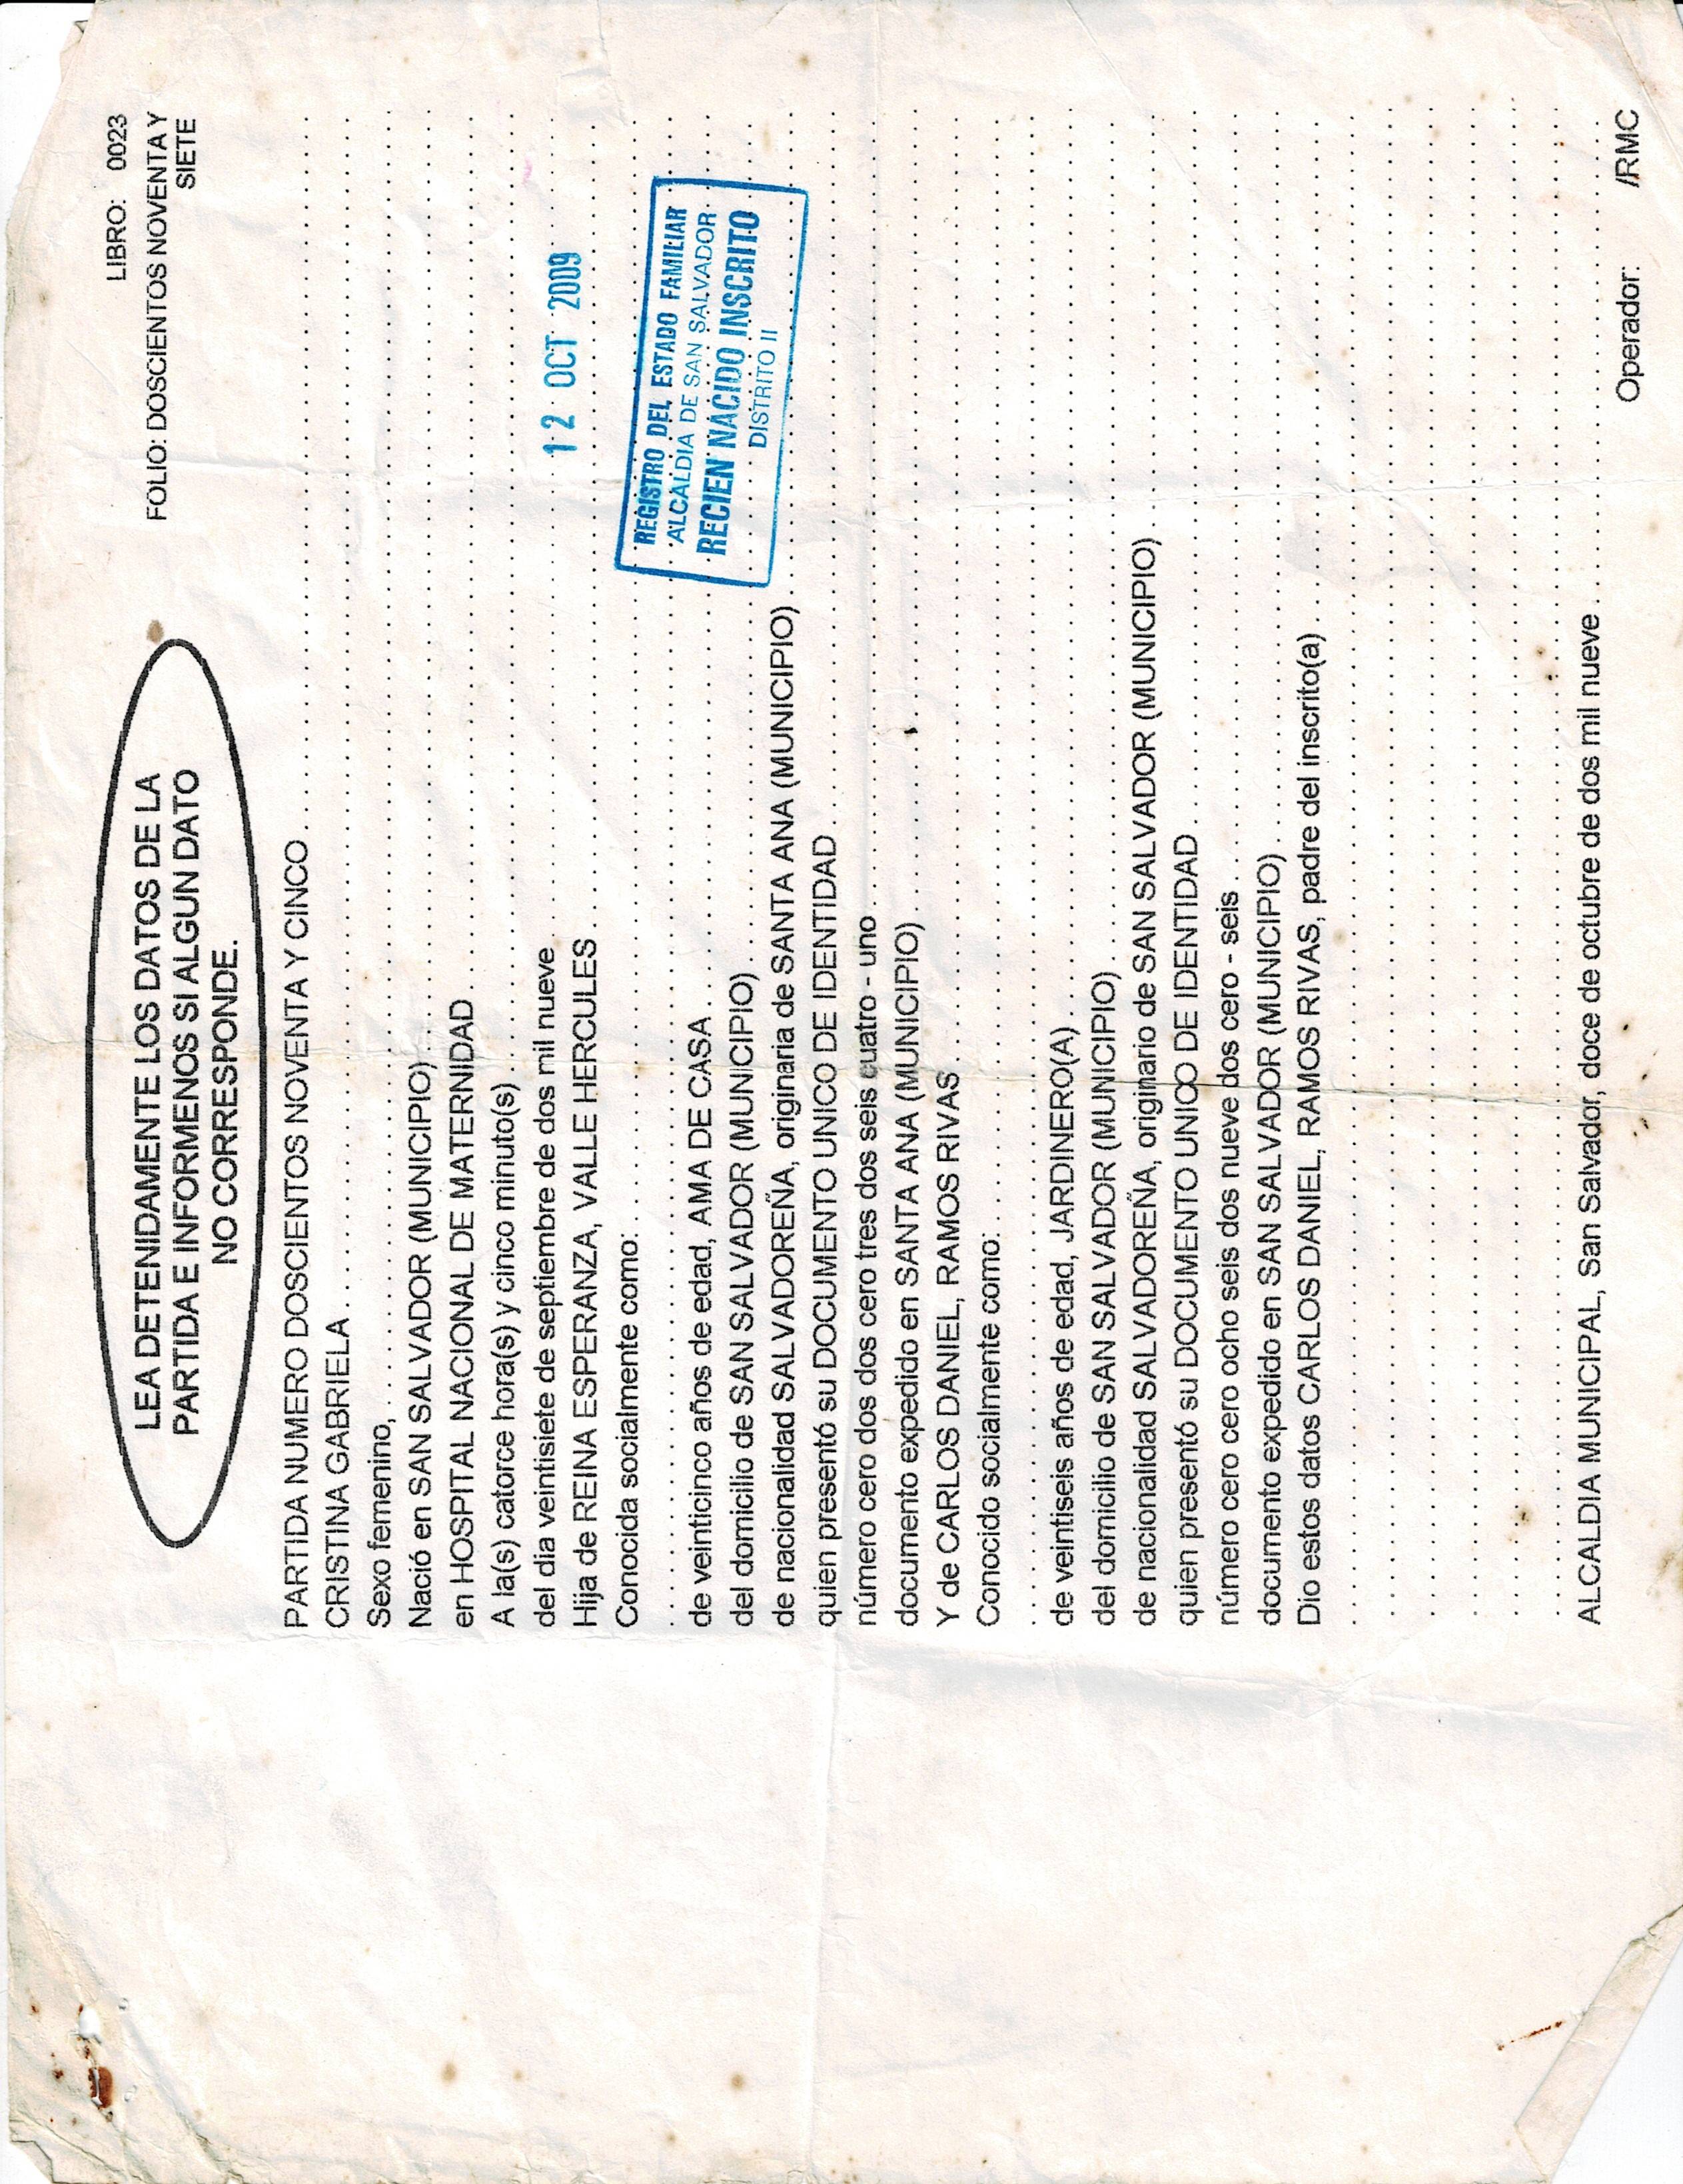 LIBRO: 0023
FOLIO: DOSCIENTOS NOVENTA Y
SIETE
LEA DETENIDAMENTE LOS DATOS DE LA
PARTIDA E INFORMENOS SI ALGUN DATO
NO CORRESPONDE.
PARTIDA NUMERO DOSCIENTOS NOVENTA Y CINCO
CRISTINA GABRIELA
Sexo femenino,
Nació en SAN SALVADOR (MUNICIPIO)
en HOSPITAL NACIONAL DE MATERNIDAD
A la(s) catorce hora(s) y cinco minuto(s)
del día veintisiete de septiembre de dos mil nueve
12 OCT 2009
Hija de REINA ESPERANZA, VALLE HERCULES
Conocida socialmente como:
REGISTRO DEL ESTADO FAMILIAR
ALCALDIA DE SAN SALVADOR
RECIEN NACIDO INSCRITO
DISTRITO II
de veinticinco años de edad, AMA DE CASA
del domicilio de SAN SALVADOR (MUNICIPIO)
de nacionalidad SALVADOREÑA, originaria de SANTA ANA (MUNICIPIO)
quien presentó su DOCUMENTO UNICO DE IDENTIDAD
número cero dos dos cero tres dos seis cuatro - uno
documento expedido en SANTA ANA (MUNICIPIO)
Y de CARLOS DANIEL, RAMOS RIVAS
Conocido socialmente como:
de veintiseis años de edad, JARDINERO(A)
del domicilio de SAN SALVADOR (MUNICIPIO)
de nacionalidad SALVADOREÑA, originario de SAN SALVADOR (MUNICIPIO)
quien presentó su DOCUMENTO UNICO DE IDENTIDAD
número cero cero ocho seis dos nueve dos cero - seis
documento expedido en SAN SALVADOR (MUNICIPIO)
Dio estos datos CARLOS DANIEL, RAMOS RIVAS, padre del inscrito(a)
ALCALDIA MUNICIPAL, San Salvador, doce de octubre de dos mil nueve
Operador: /RMC